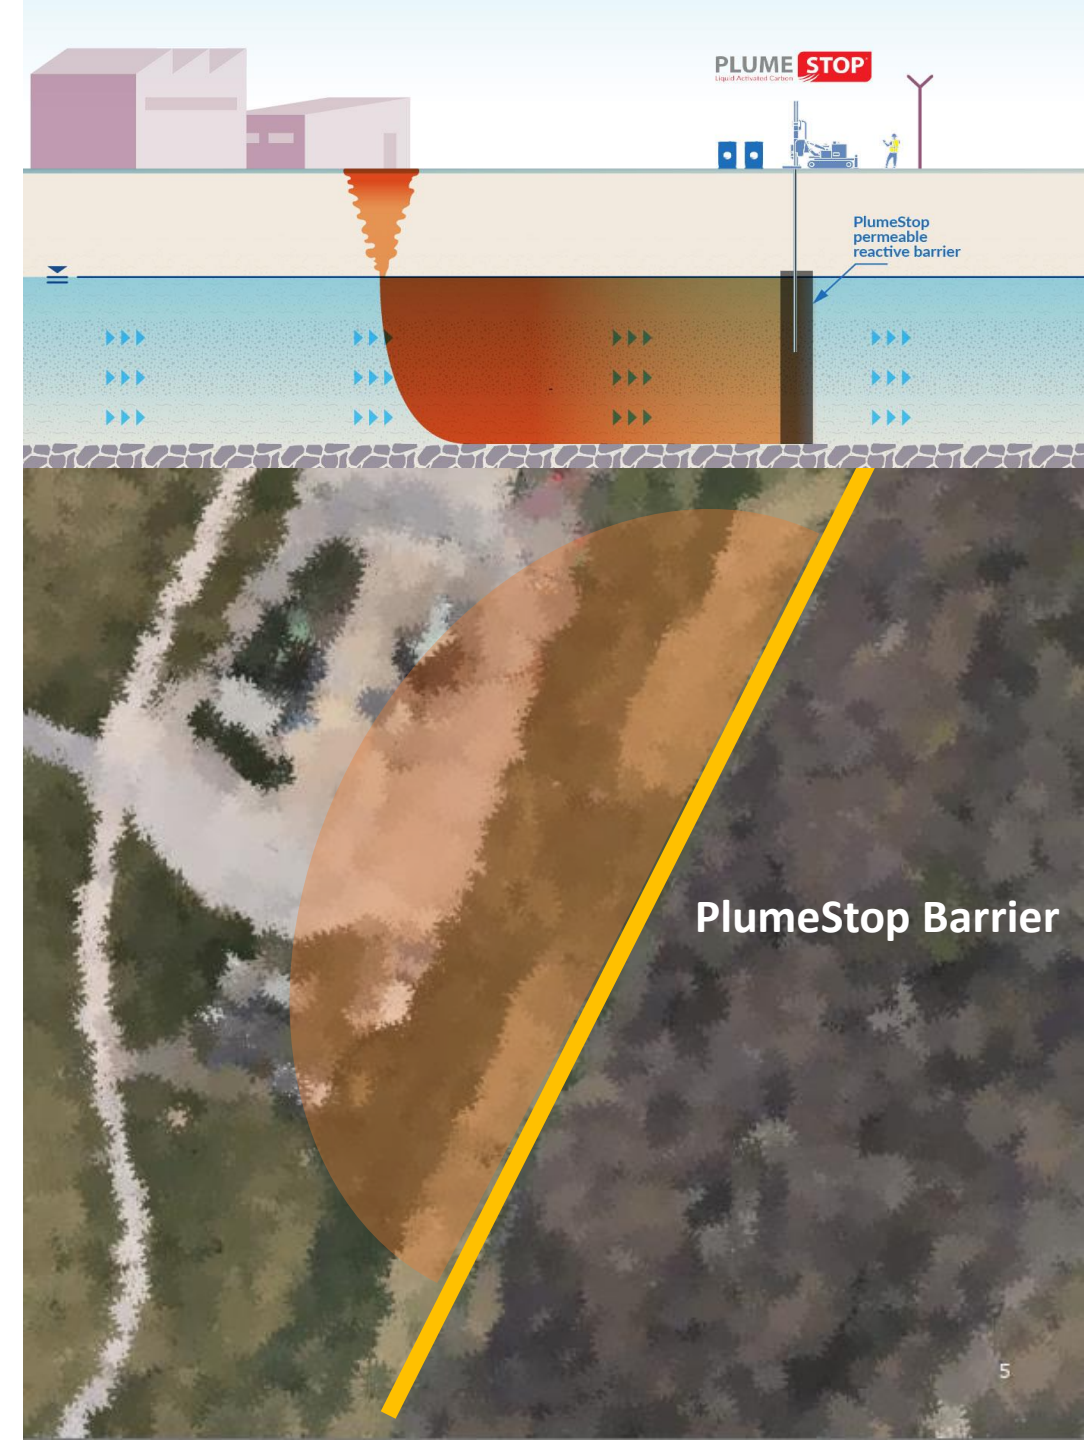 PLUME STOP
Liquid Activated Carbon
PlumeStop
permeable
reactive barrier
PlumeStop Barrier
5